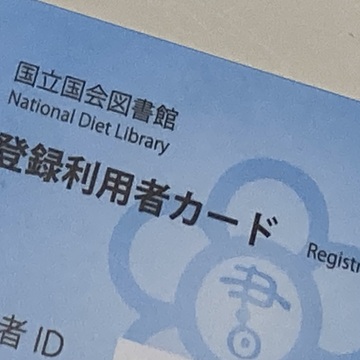 国立国会図書館
National Diet Library
登録利用者カード
Registr
者 ID